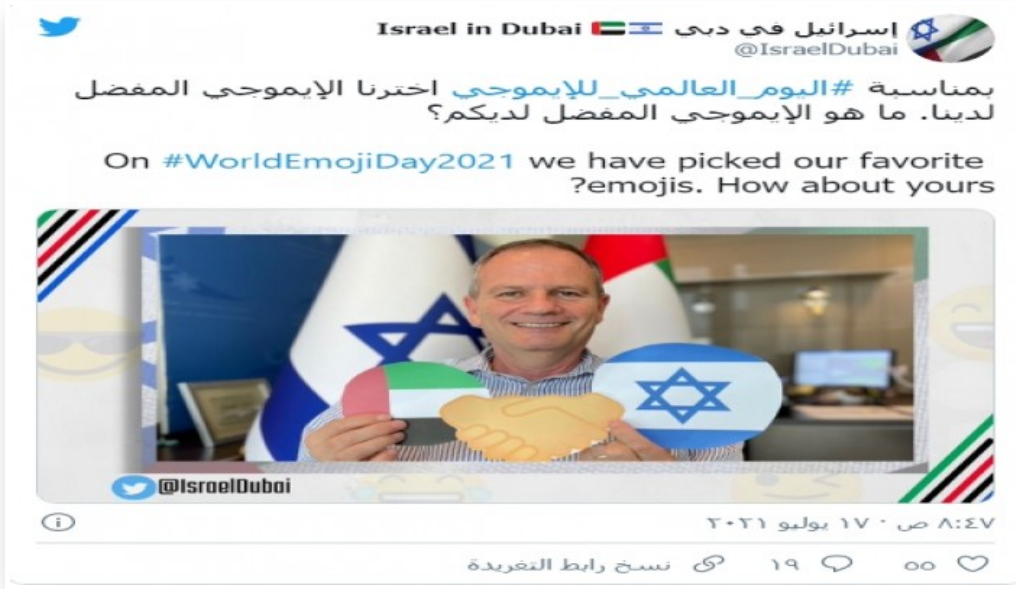 إسرائيل في دبي 🇮🇱🇦🇪 Israel in Dubai
@IsraelDubai
بمناسبة #اليوم_العالمي_للإيموجي اخترنا الإيموجي المفضل
لدينا. ما هو الإيموجي المفضل لديكم؟
On #WorldEmojiDay2021 we have picked our favorite
?emojis. How about yours
@IsraelDubai
٨:٤٧ ص · ١٧ يوليو ٢٠٢١
٥٥ ١٩ نسخ رابط التغريدة